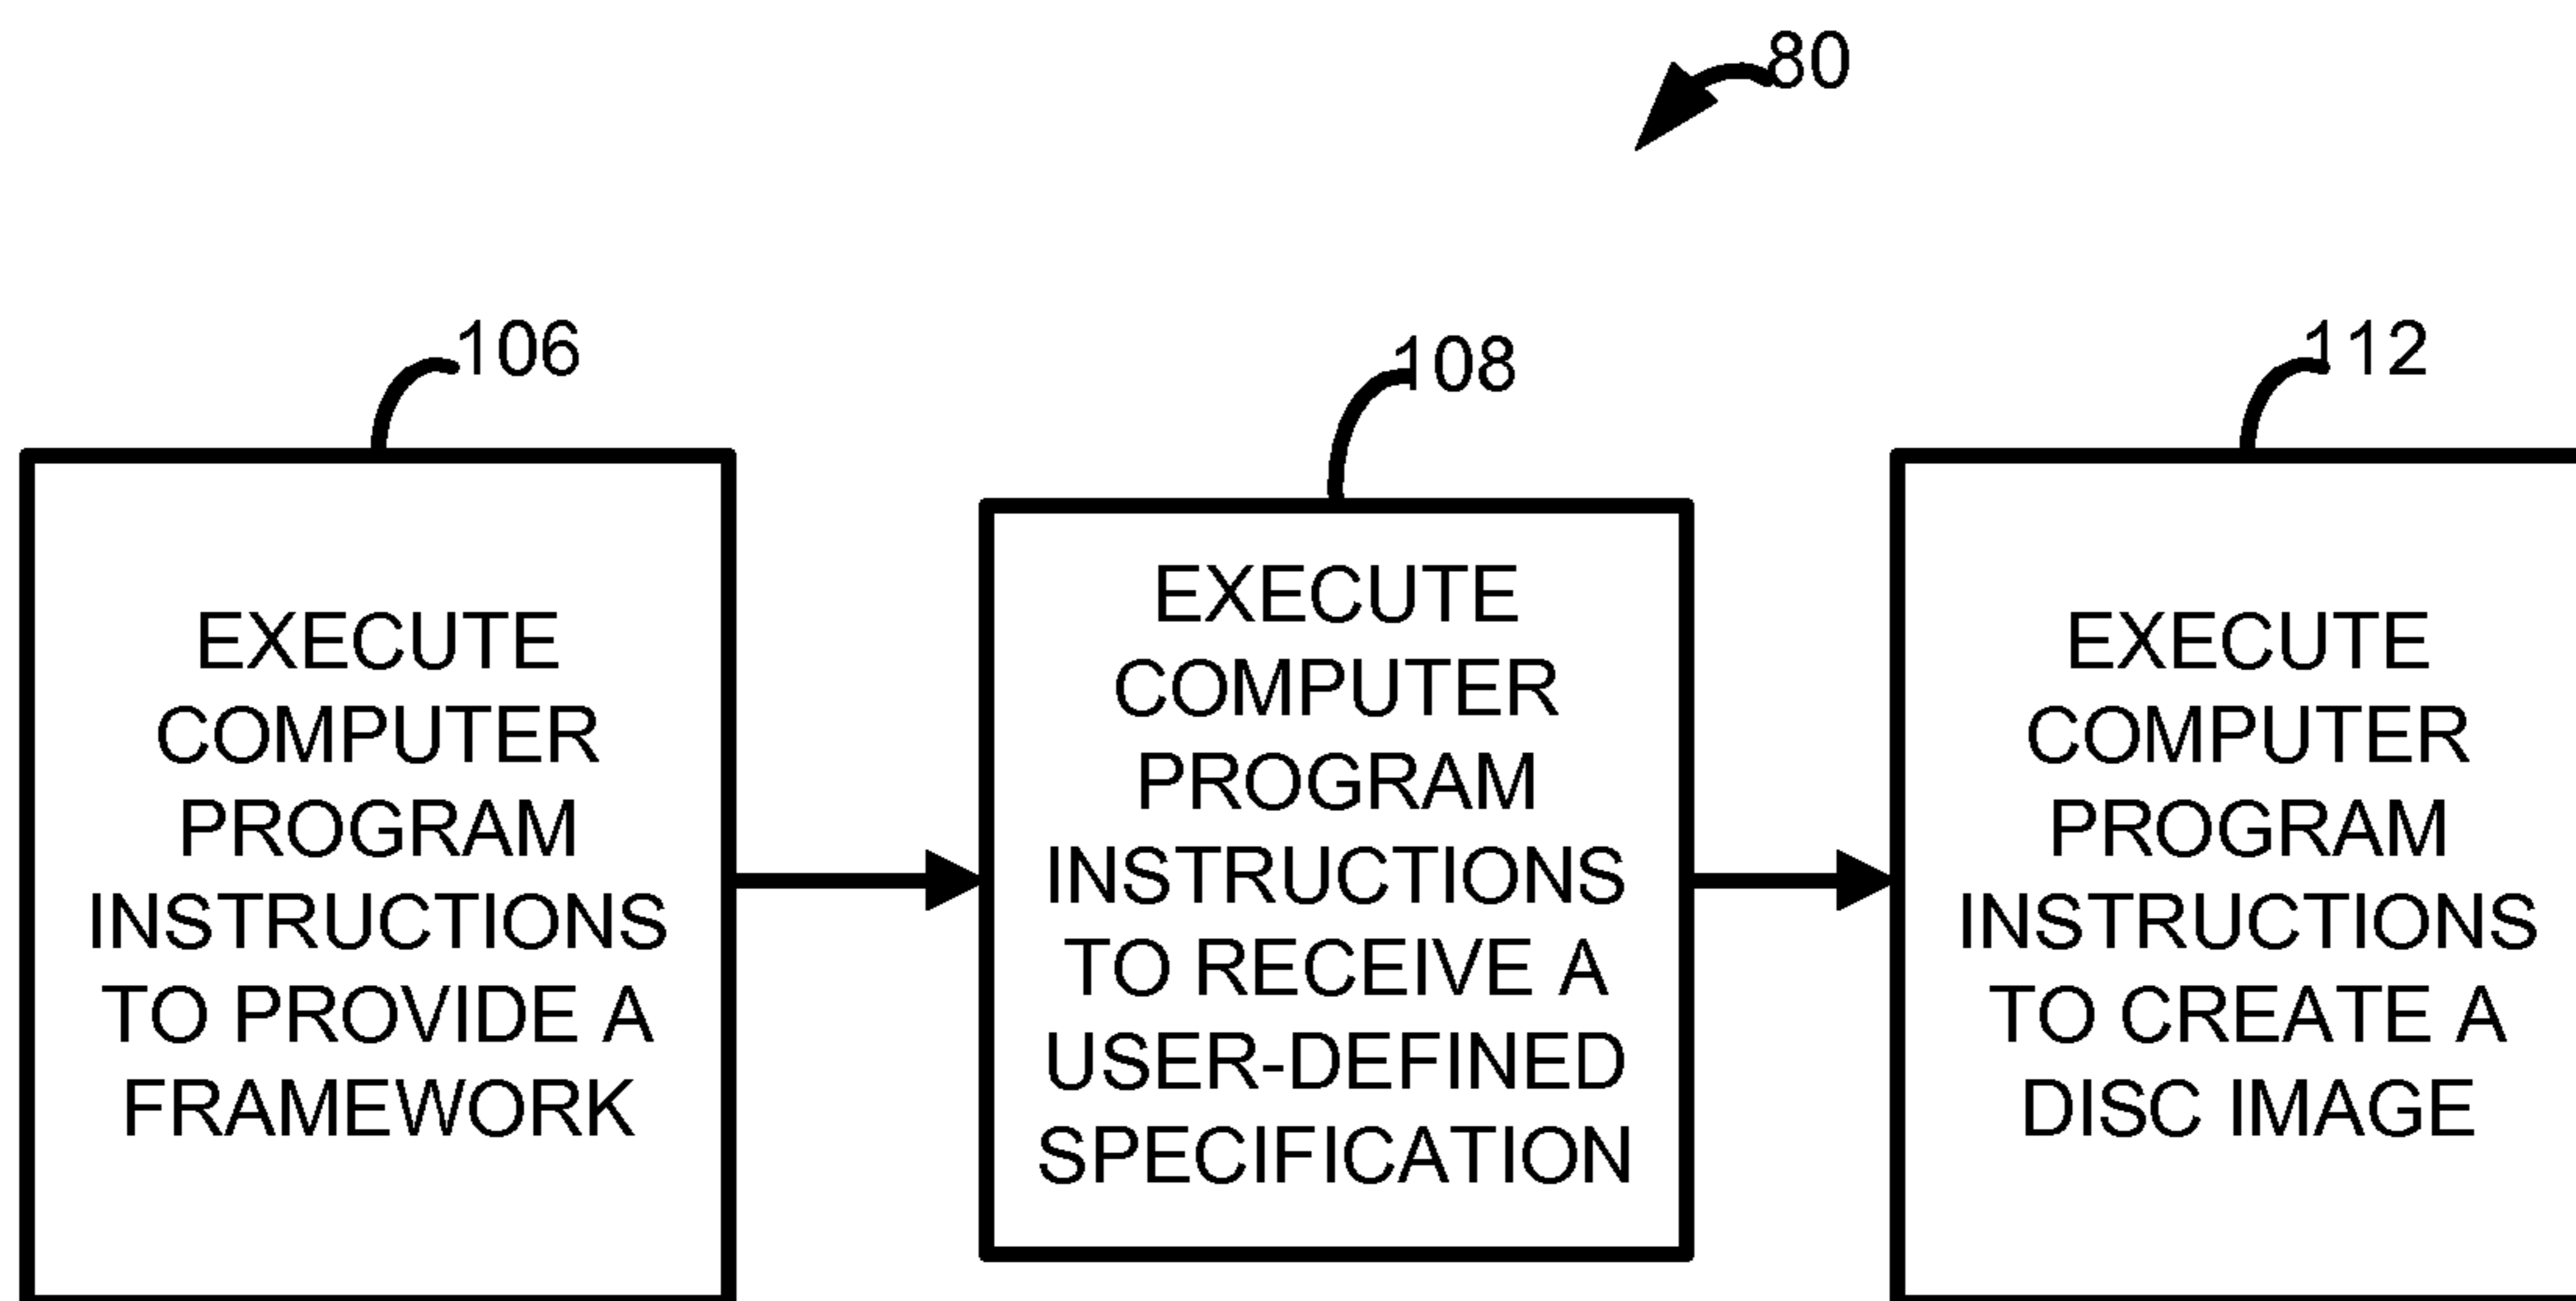 80
106
EXECUTE
COMPUTER
PROGRAM
INSTRUCTIONS
TO PROVIDE A
FRAMEWORK
108
EXECUTE
COMPUTER
PROGRAM
INSTRUCTIONS
TO RECEIVE A
USER-DEFINED
SPECIFICATION
112
EXECUTE
COMPUTER
PROGRAM
INSTRUCTIONS
TO CREATE A
DISC IMAGE